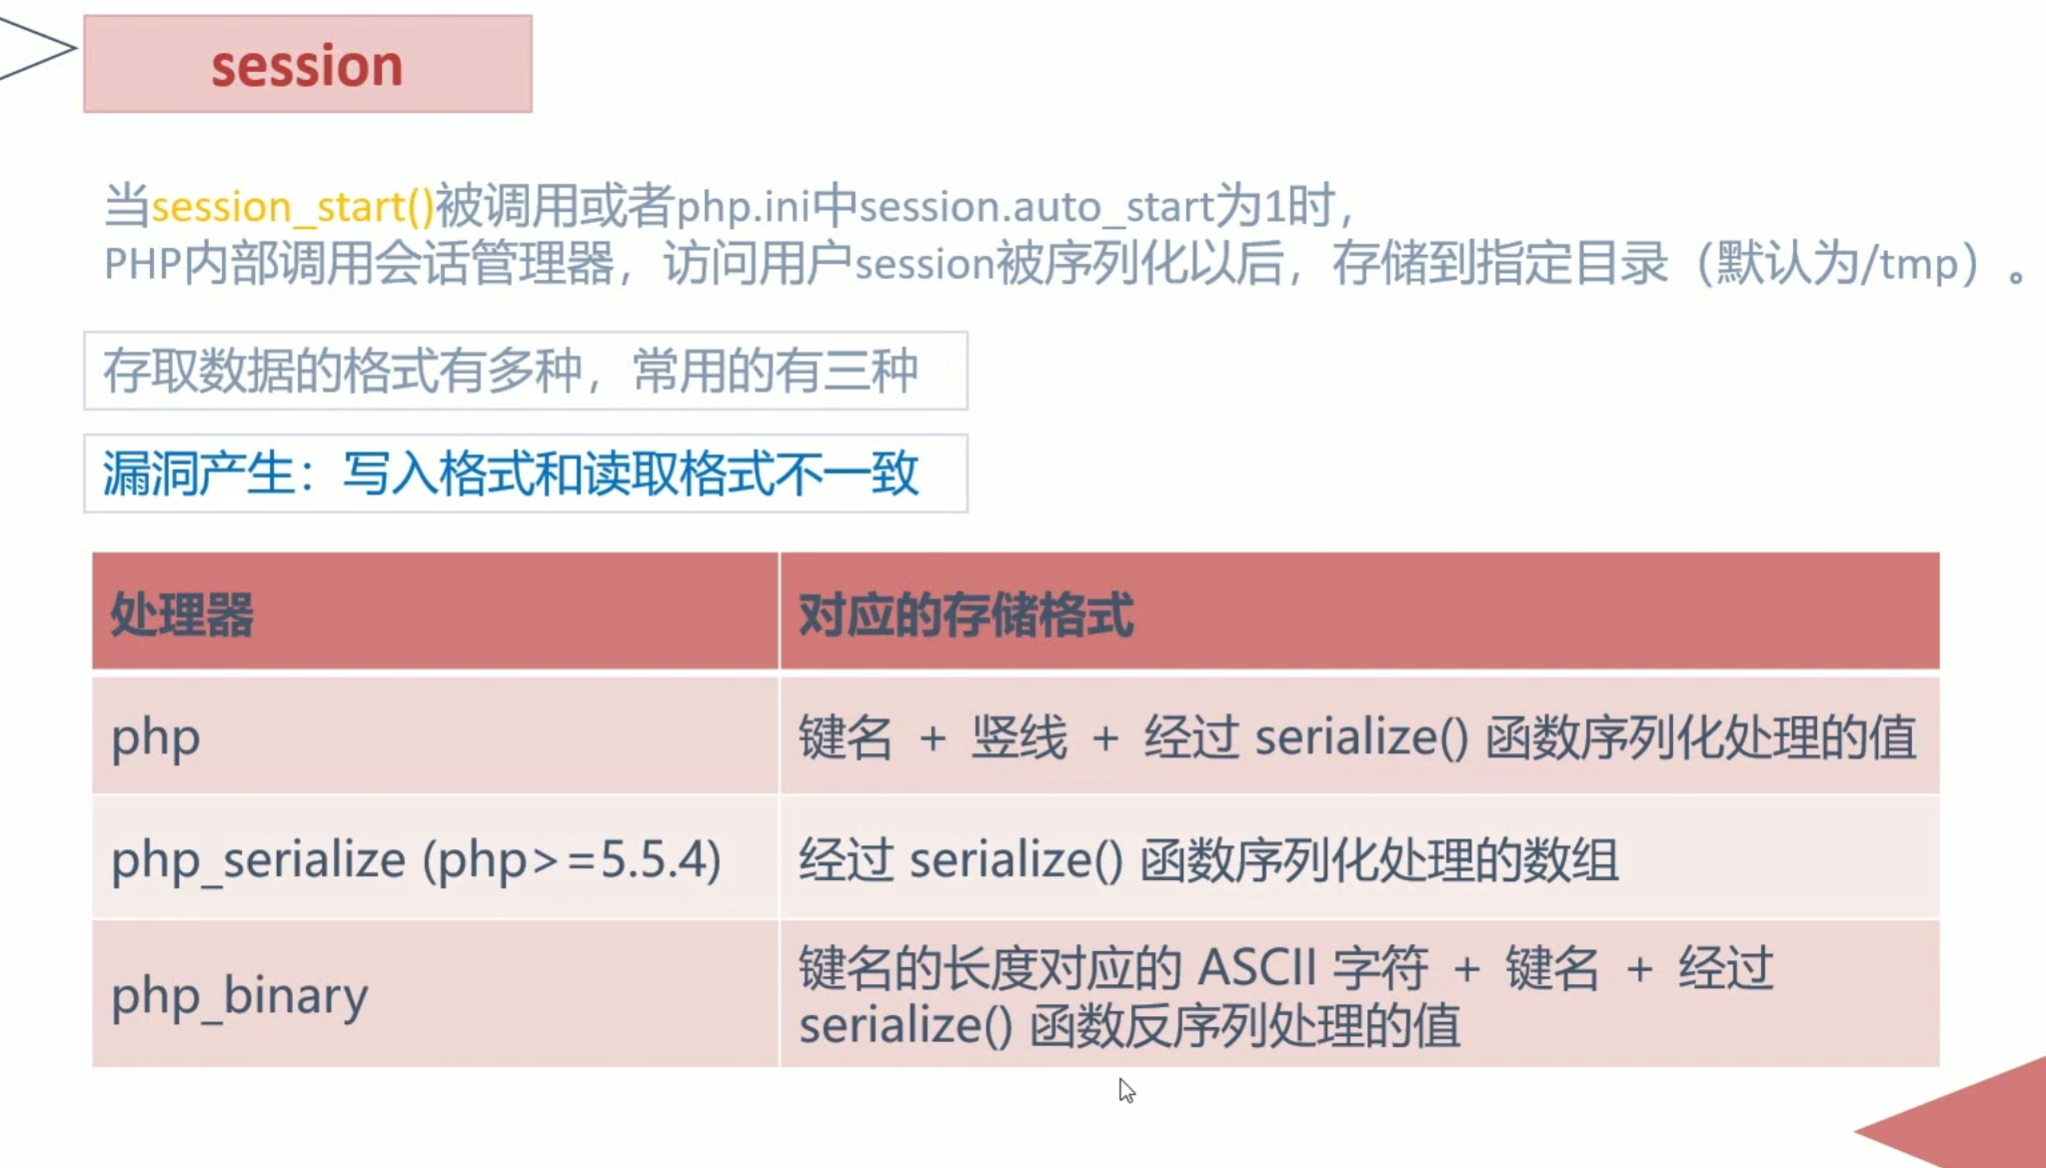 session
当session_start()被调用或者php.ini中session.auto_start为1时，
PHP内部调用会话管理器，访问用户session被序列化以后，存储到指定目录（默认为/tmp）。
存取数据的格式有多种，常用的有三种
漏洞产生：写入格式和读取格式不一致
处理器 对应的存储格式
php 键名 + 竖线 + 经过 serialize() 函数序列化处理的值
php_serialize (php>=5.5.4) 经过 serialize() 函数序列化处理的数组
php_binary 键名的长度对应的 ASCII 字符 + 键名 + 经过
serialize() 函数反序列处理的值